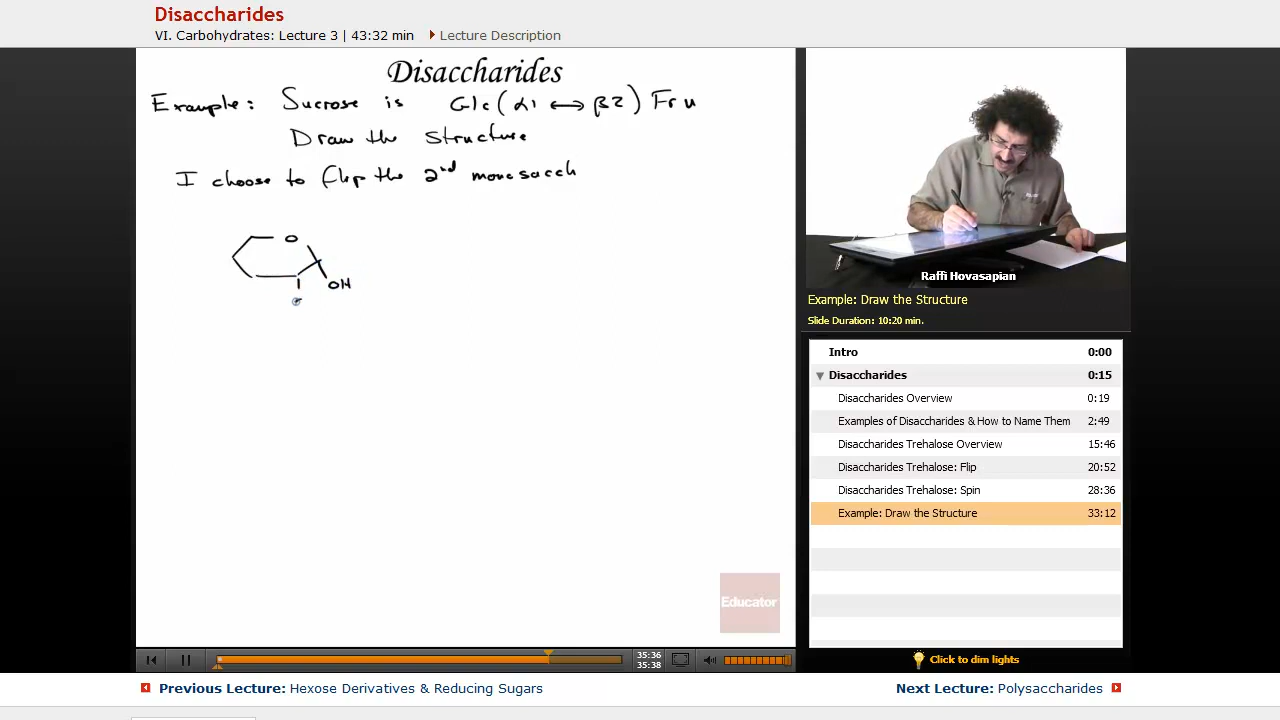 Disaccharides
VI. Carbohydrates: Lecture 3 | 43:32 min Lecture Description
Disaccharides
Example: Sucrose is Glc(α1 ↔ β2) Fru
Draw the structure
I choose to flip the 2nd monosacch
O
OH
Raffi Hovasapian
Example: Draw the Structure
Slide Duration: 10:20 min.
Intro 0:00
Disaccharides 0:15
Disaccharides Overview 0:19
Examples of Disaccharides & How to Name Them 2:49
Disaccharides Trehalose Overview 15:46
Disaccharides Trehalose: Flip 20:52
Disaccharides Trehalose: Spin 28:36
Example: Draw the Structure 33:12
Educator
35:36
35:38
Click to dim lights
Previous Lecture: Hexose Derivatives & Reducing Sugars
Next Lecture: Polysaccharides